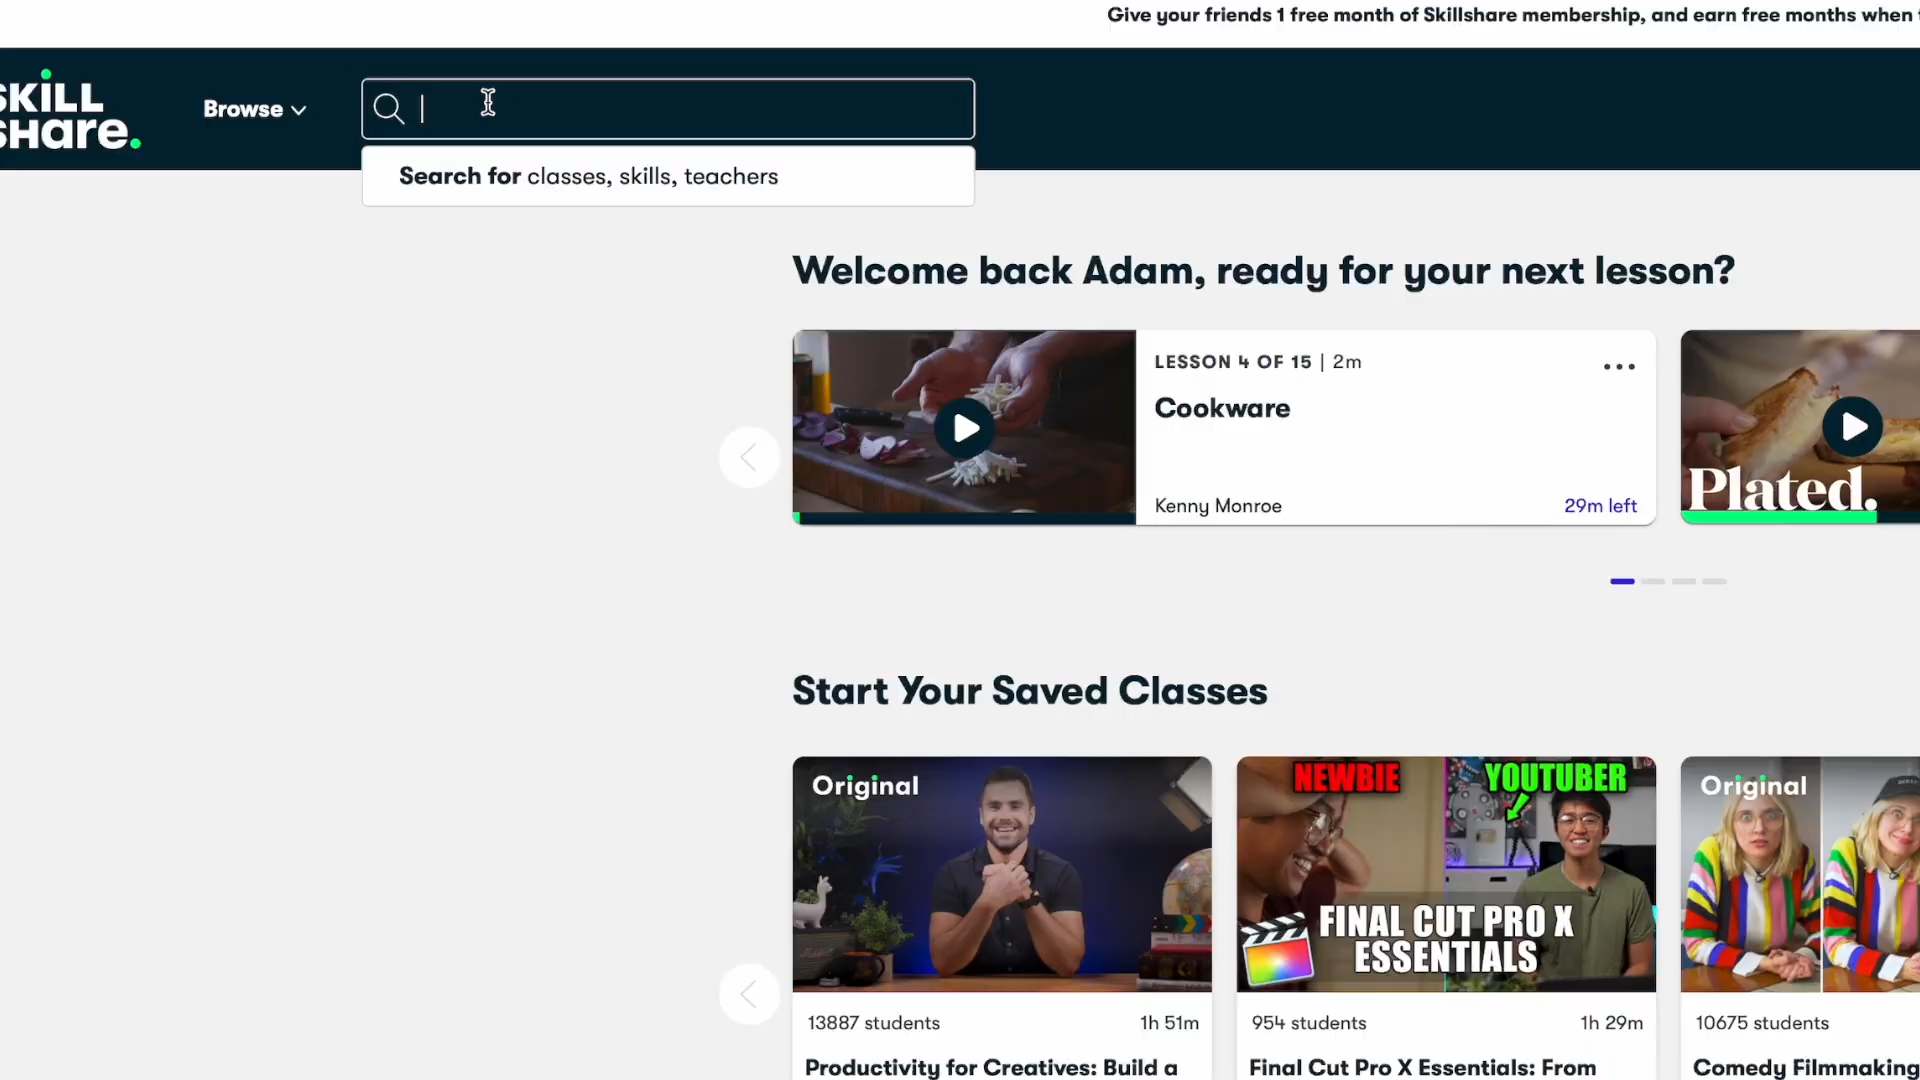 Give your friends 1 free month of Skillshare membership, and earn free months when
SKILL
SHare.
Browse
Search for classes, skills, teachers
Welcome back Adam, ready for your next lesson?
LESSON 4 OF 15 | 2m
Cookware
Kenny Monroe
29m left
Plated.
Start Your Saved Classes
Original
NEWBIE
YOUTUBER
FINAL CUT PRO X
ESSENTIALS
Original
13887 students
1h 51m
954 students
1h 29m
10675 students
Productivity for Creatives: Build a
Final Cut Pro X Essentials: From
Comedy Filmmaking